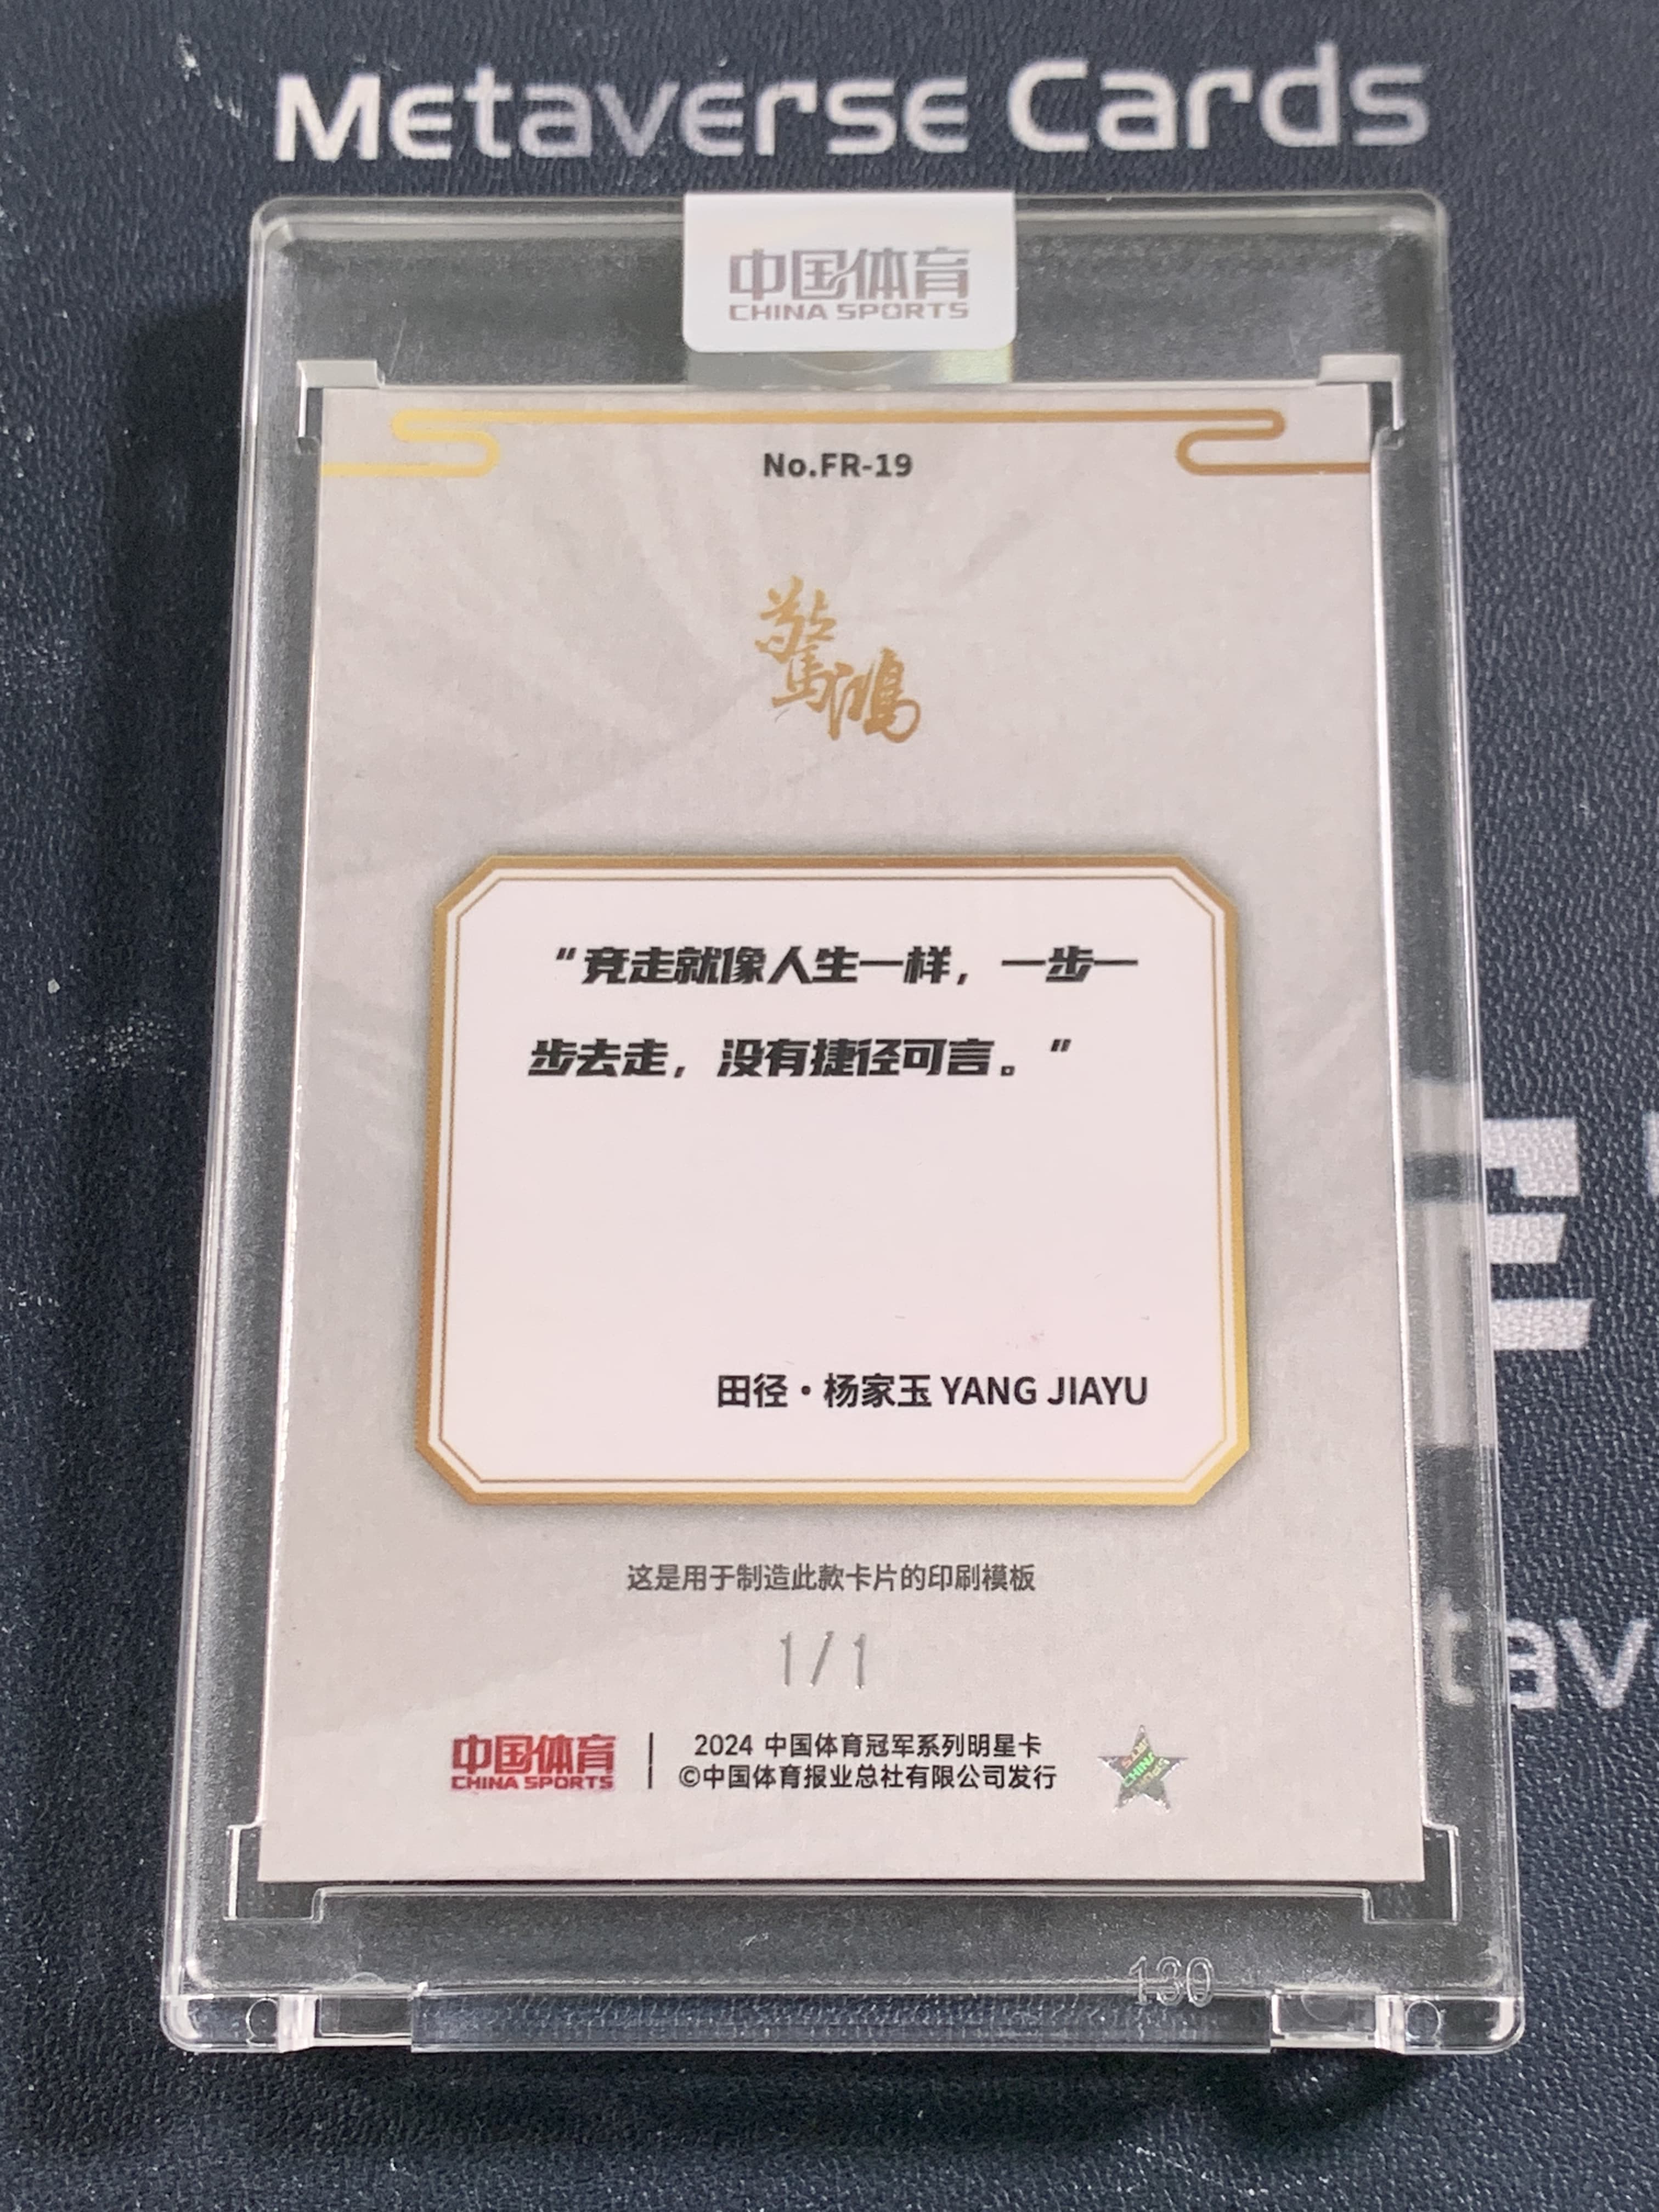 Metaverse Cards
中国体育
CHINA SPORTS
No.FR-19
驚鴻
“竞走就像人生一样，一步一
步去走，没有捷径可言。”
田径·杨家玉 YANG JIAYU
这是用于制造此款卡片的印刷模板
1/1
中国体育
CHINA SPORTS
2024 中国体育冠军系列明星卡
©中国体育报业总社有限公司发行
130